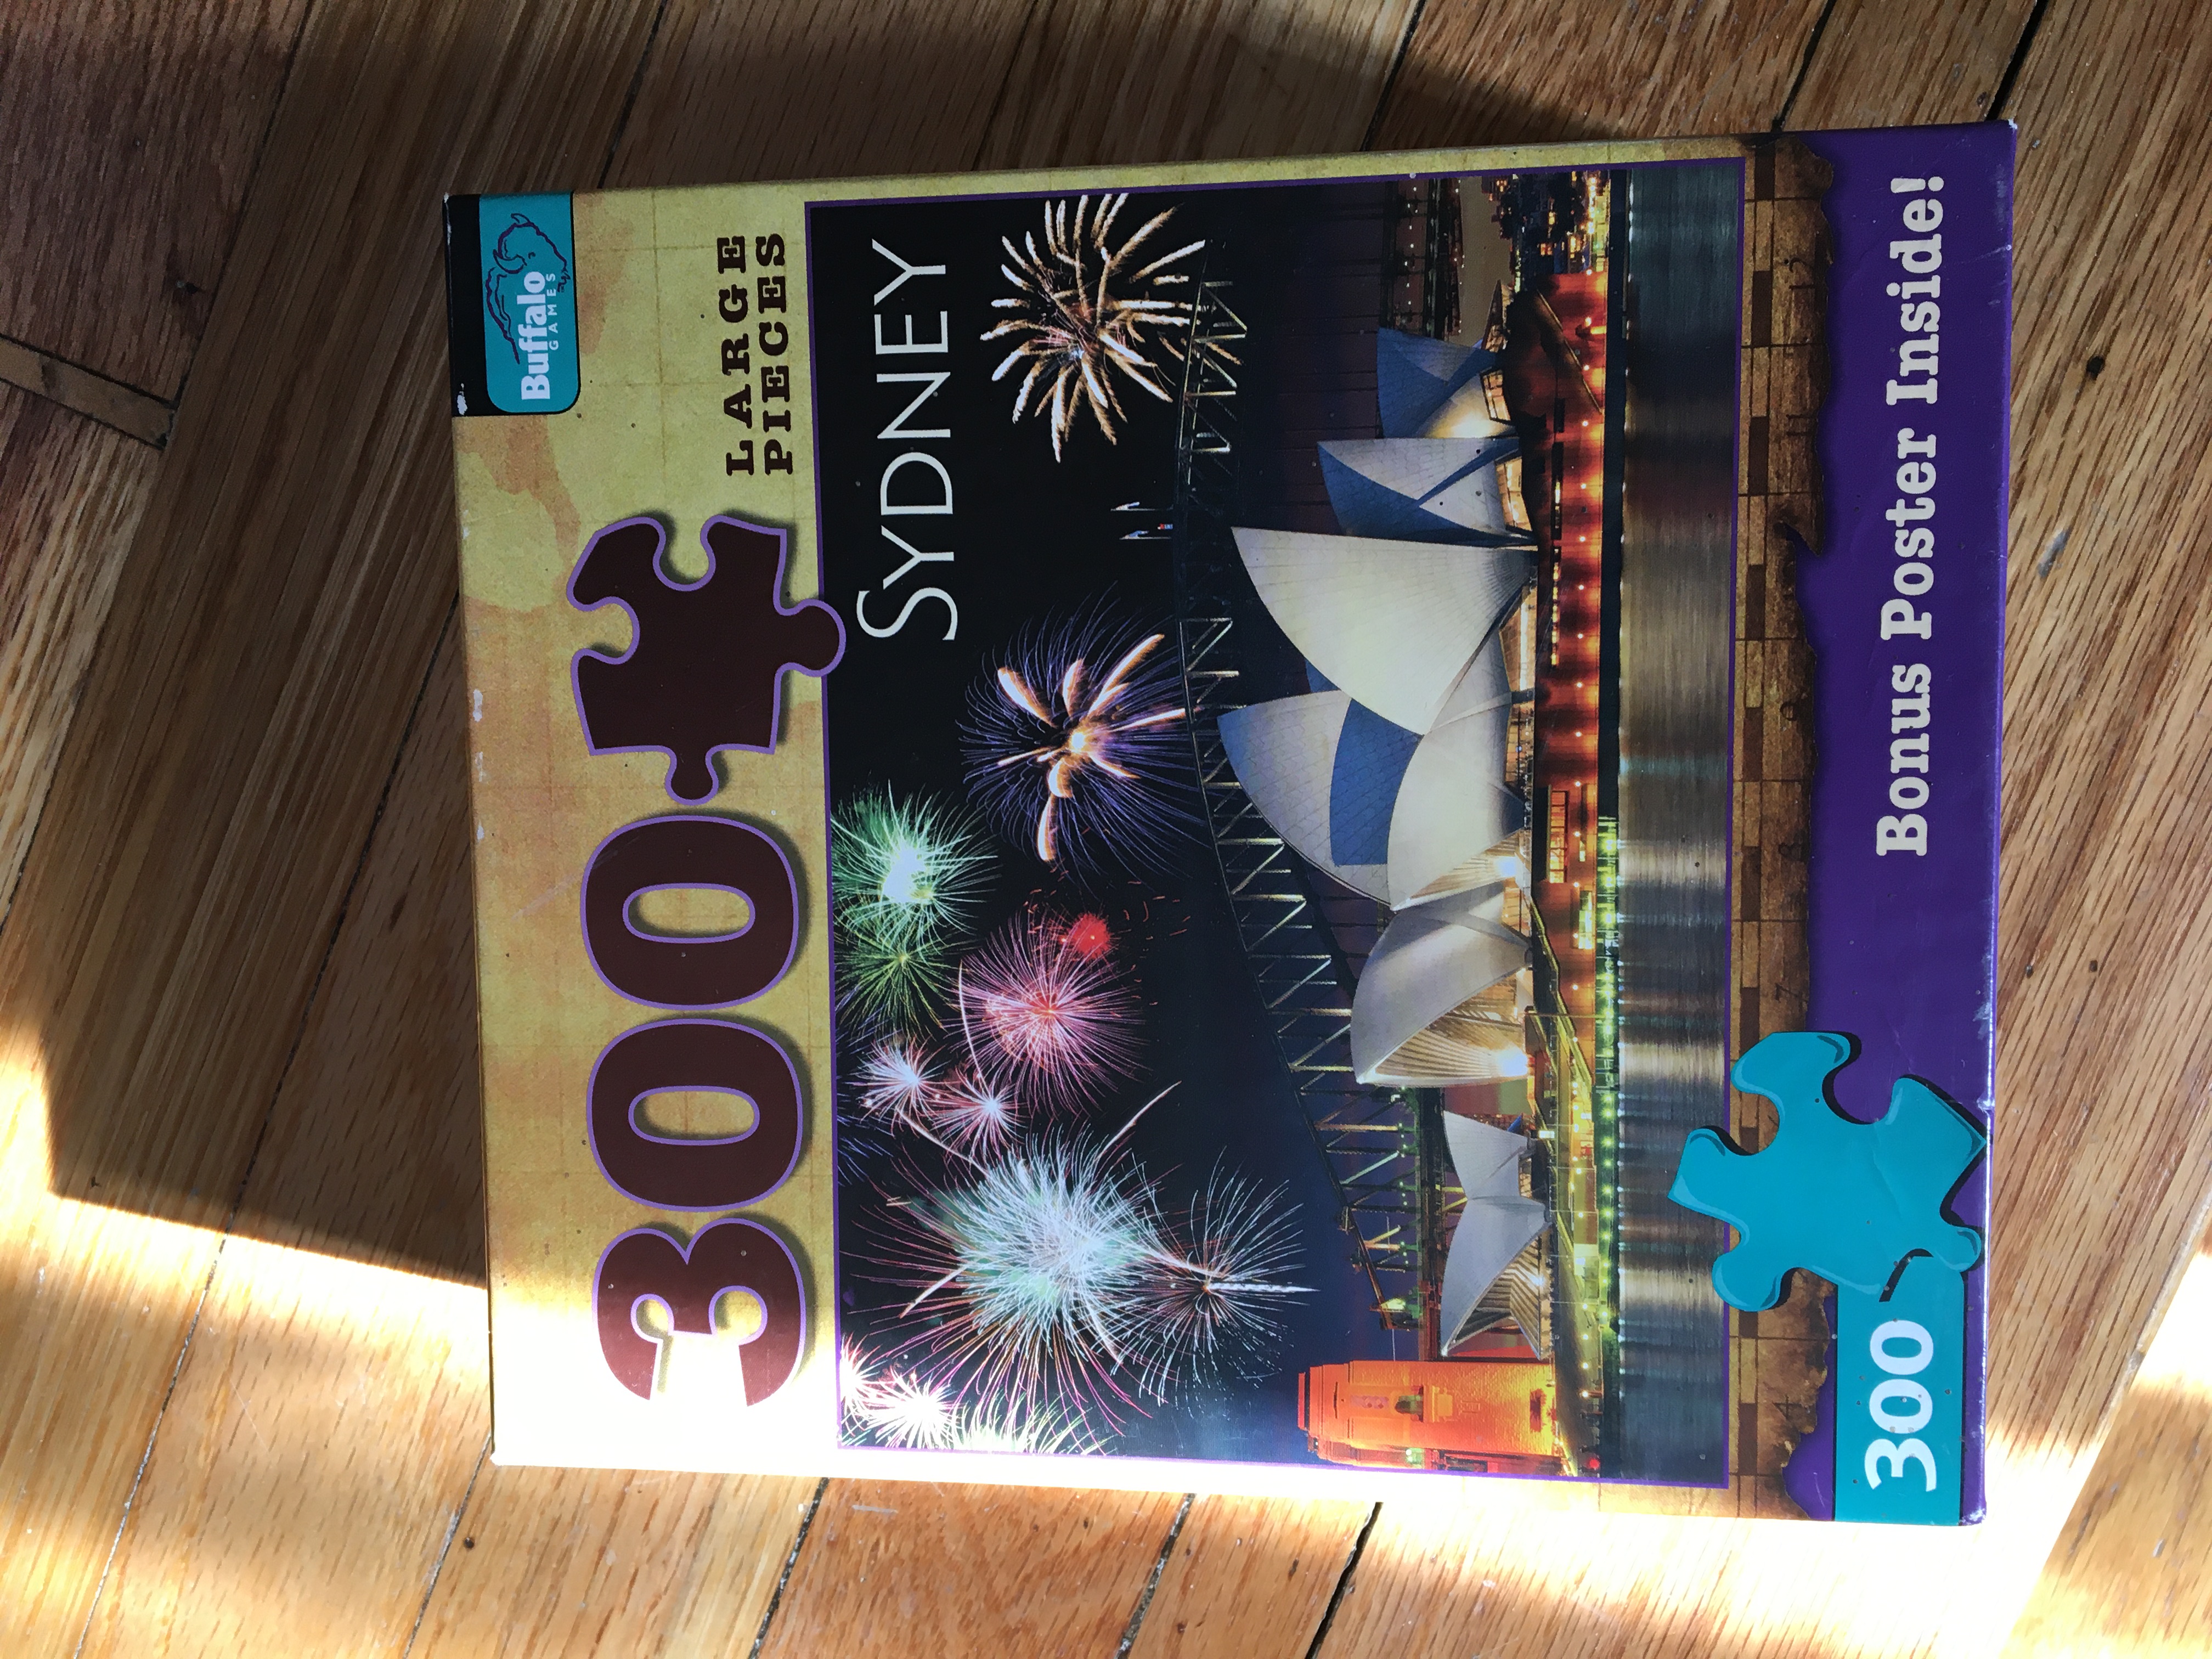 300
LARGE
PIECES
Buffalo
GAMES
SYDNEY
300
Bonus Poster Inside!